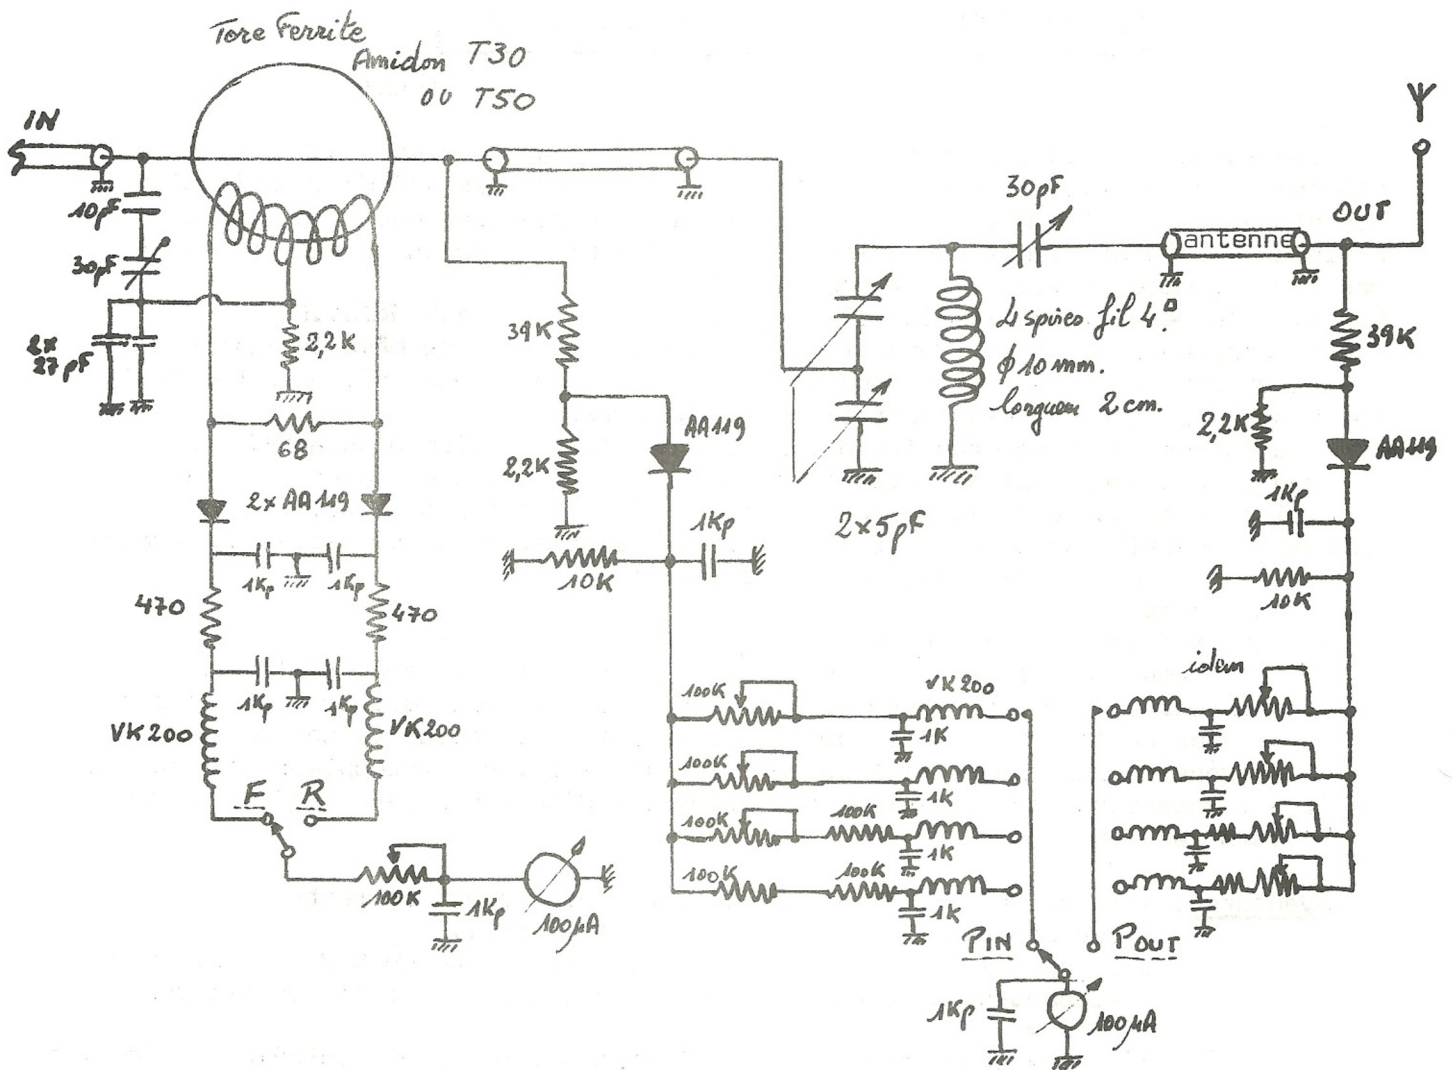 Tore Ferrite
Amidon T30
ou T50
IN
10pF
30pF
2x
27pF
2,2K
68
2xAA119
1Kp
1Kp
470
470
1Kp
1Kp
VK200
VK200
F
R
100K
1Kp
100µA
39K
2,2K
AA119
10K
1Kp
2x5pF
30pF
4 spires fil 4□
ϕ 10 mm.
longueur 2 cm.
antenne
OUT
39K
2,2K
AA119
1Kp
10K
idem
100K
VK200
1K
100K
1K
100K
100K
1K
100K
100K
1K
PIN
POUT
1Kp
100µA